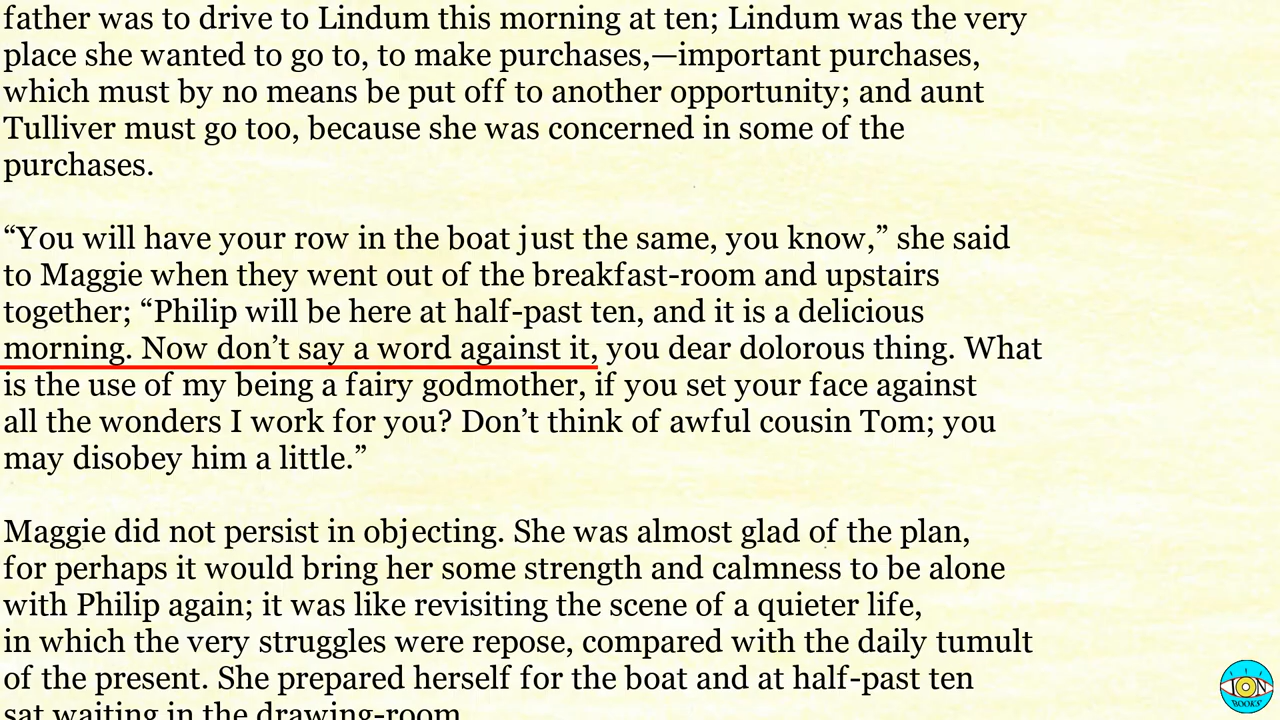 father was to drive to Lindum this morning at ten; Lindum was the very
place she wanted to go to, to make purchases,—important purchases,
which must by no means be put off to another opportunity; and aunt
Tulliver must go too, because she was concerned in some of the
purchases.
“You will have your row in the boat just the same, you know,” she said
to Maggie when they went out of the breakfast-room and upstairs
together; “Philip will be here at half-past ten, and it is a delicious
morning. Now don’t say a word against it, you dear dolorous thing. What
is the use of my being a fairy godmother, if you set your face against
all the wonders I work for you? Don’t think of awful cousin Tom; you
may disobey him a little.”
Maggie did not persist in objecting. She was almost glad of the plan,
for perhaps it would bring her some strength and calmness to be alone
with Philip again; it was like revisiting the scene of a quieter life,
in which the very struggles were repose, compared with the daily tumult
of the present. She prepared herself for the boat and at half-past ten
sat waiting in the drawing-room.
ION
BOOKS